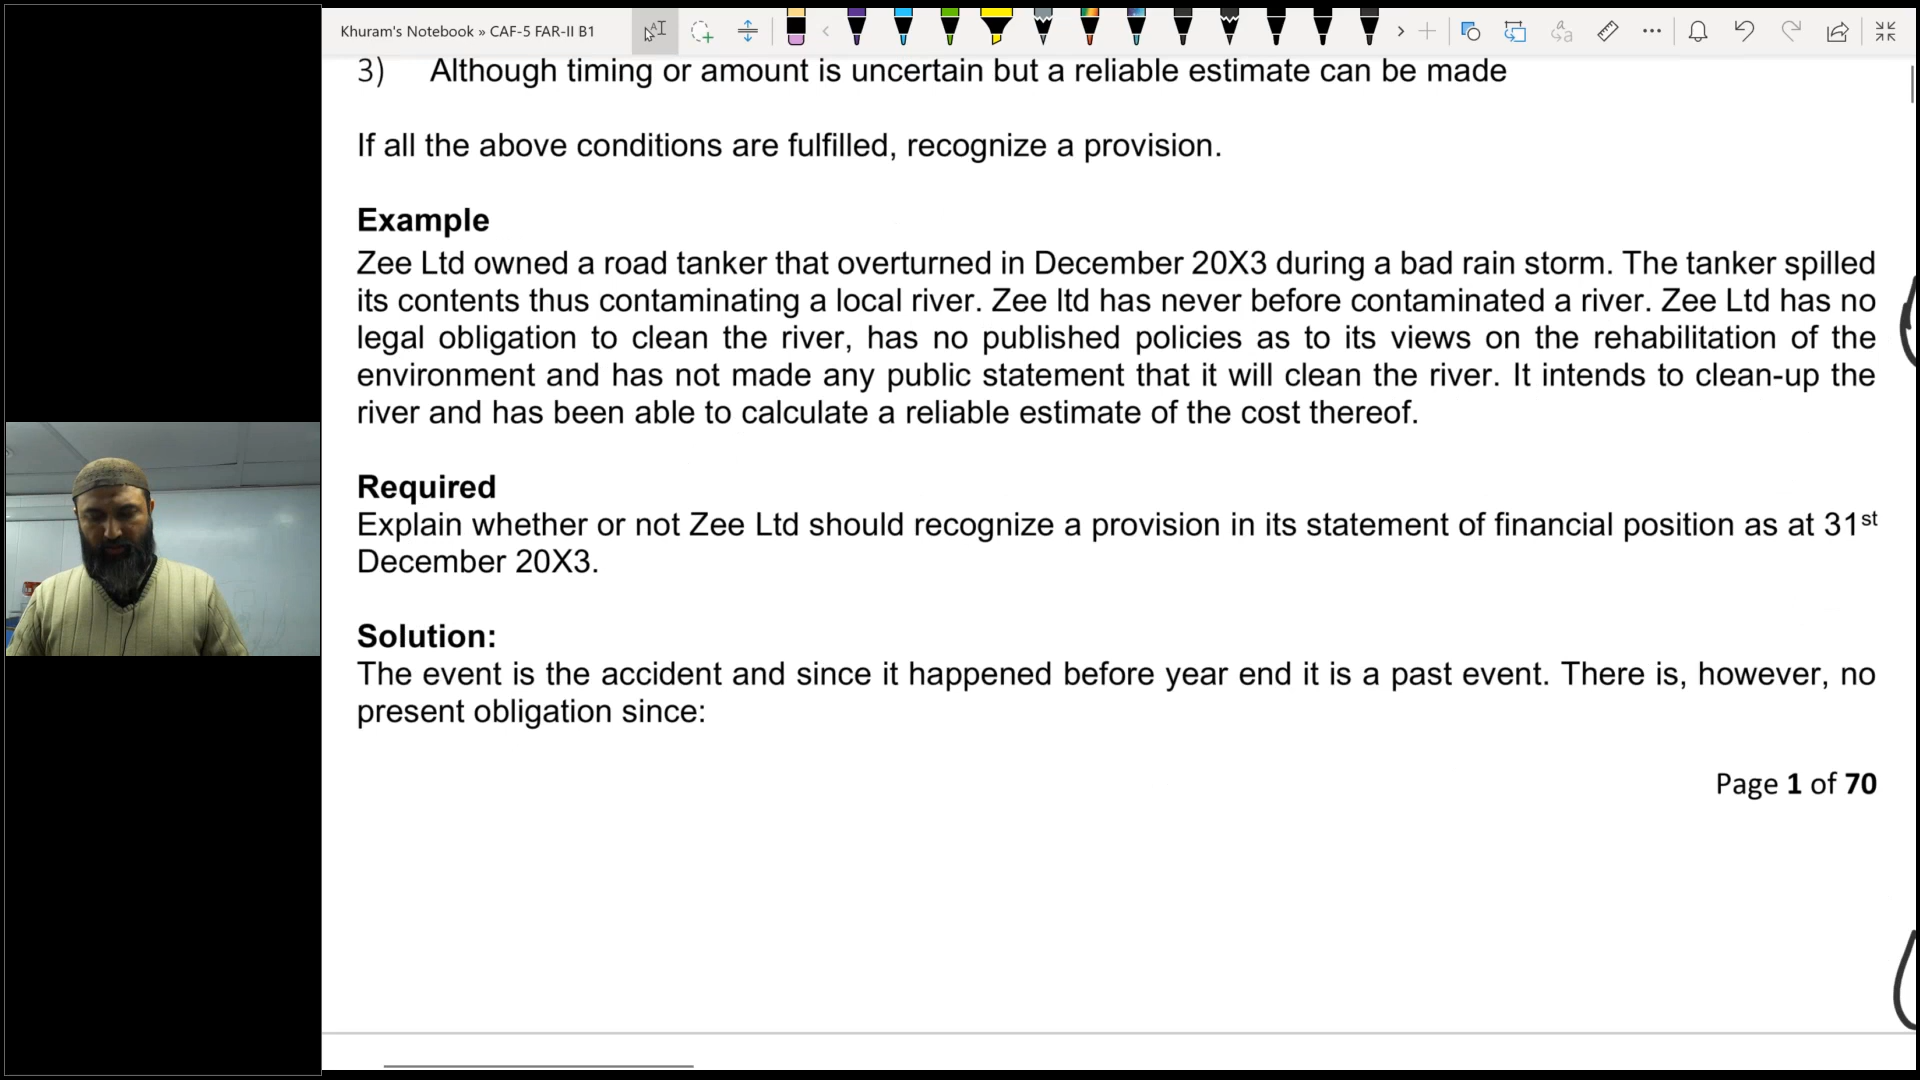 Khuram's Notebook » CAF-5 FAR-II B1
3) Although timing or amount is uncertain but a reliable estimate can be made
If all the above conditions are fulfilled, recognize a provision.
Example
Zee Ltd owned a road tanker that overturned in December 20X3 during a bad rain storm. The tanker spilled
its contents thus contaminating a local river. Zee ltd has never before contaminated a river. Zee Ltd has no
legal obligation to clean the river, has no published policies as to its views on the rehabilitation of the
environment and has not made any public statement that it will clean the river. It intends to clean-up the
river and has been able to calculate a reliable estimate of the cost thereof.
Required
Explain whether or not Zee Ltd should recognize a provision in its statement of financial position as at 31st
December 20X3.
Solution:
The event is the accident and since it happened before year end it is a past event. There is, however, no
present obligation since:
Page 1 of 70